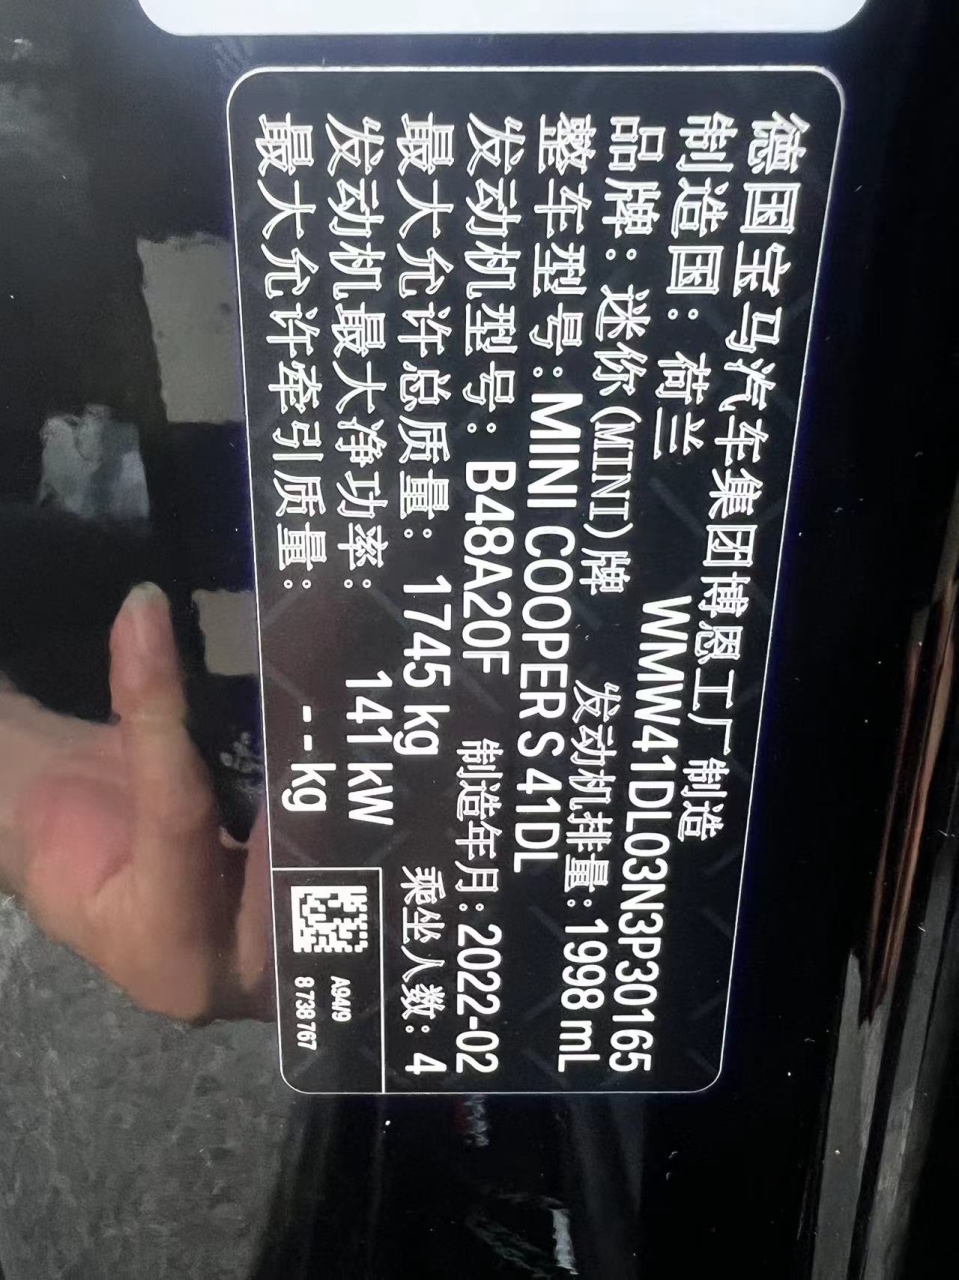 德国宝马汽车集团博恩工厂制造
制造国：荷兰 WMW41DL03N3P30165
品牌：迷你(MINI)牌 发动机排量：1998 mL
整车型号：MINI COOPER S 41DL
发动机型号：B48A20F 制造年月：2022-02
最大允许总质量：1745 kg 乘坐人数：4
发动机最大净功率：141 kW
最大允许牵引质量：-- kg
A94/9
8 738 767